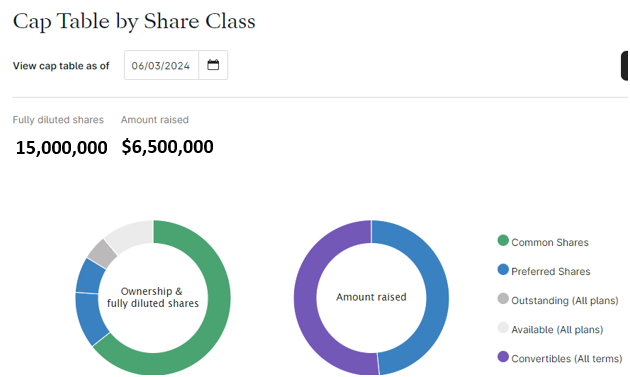 Cap Table by Share Class
View cap table as of 06/03/2024
Fully diluted shares Amount raised
15,000,000 $6,500,000
Ownership &
fully diluted shares
Amount raised
Common Shares
Preferred Shares
Outstanding (All plans)
Available (All plans)
Convertibles (All terms)